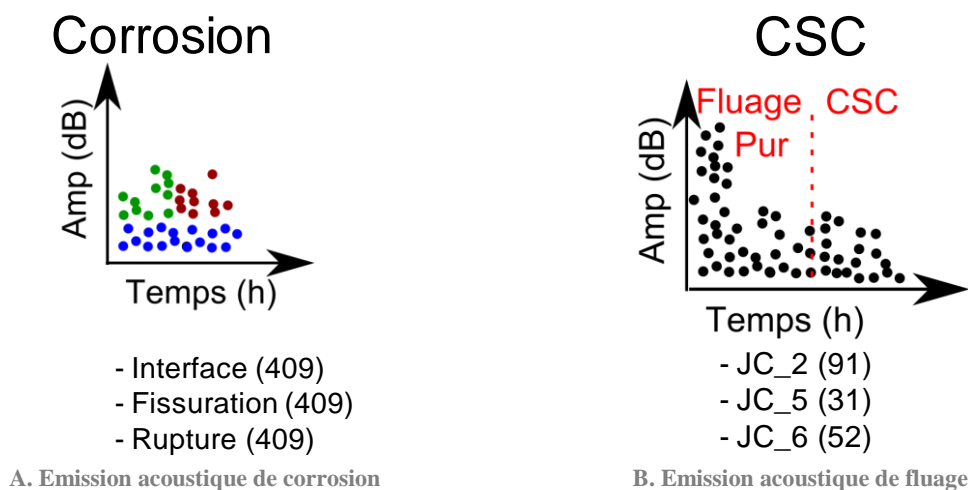 Corrosion
Amp (dB)
Temps (h)
- Interface (409)
- Fissuration (409)
- Rupture (409)
A. Emission acoustique de corrosion
CSC
Fluage
Pur
CSC
Amp (dB)
Temps (h)
- JC_2 (91)
- JC_5 (31)
- JC_6 (52)
B. Emission acoustique de fluage